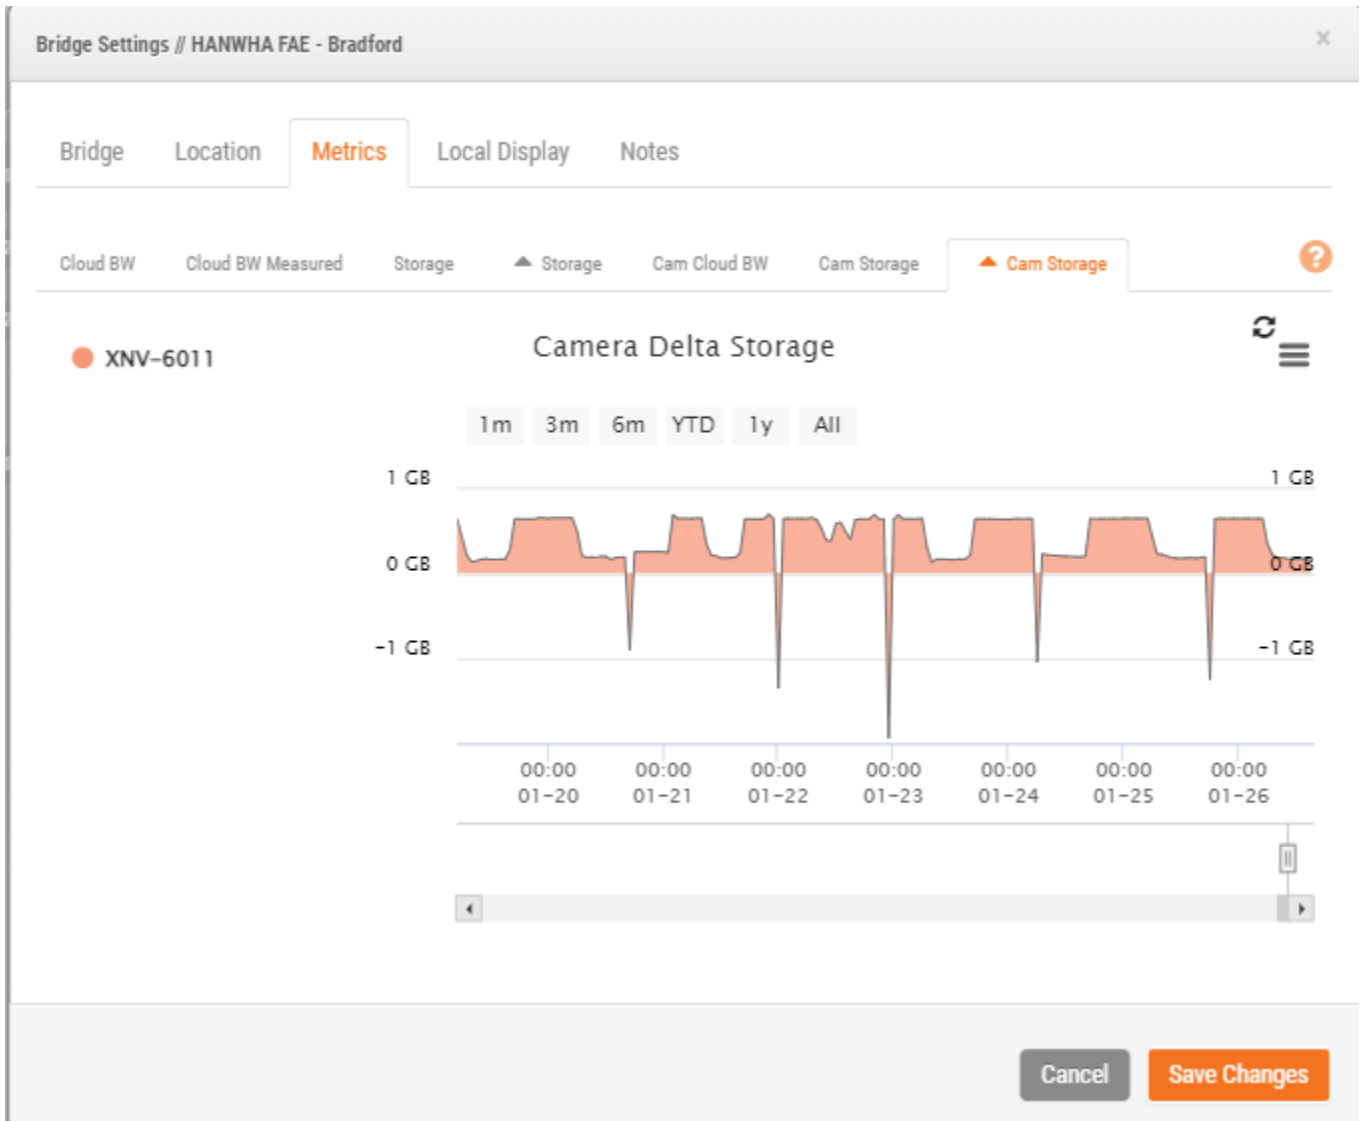 Bridge Settings // HANWHA FAE - Bradford ×
Bridge Location Metrics Local Display Notes
Cloud BW Cloud BW Measured Storage ▲ Storage Cam Cloud BW Cam Storage ▲ Cam Storage ?
XNV-6011
Camera Delta Storage
1m 3m 6m YTD 1y All
1 GB 1 GB
0 GB 0 GB
-1 GB -1 GB
00:00 00:00 00:00 00:00 00:00 00:00 00:00
01-20 01-21 01-22 01-23 01-24 01-25 01-26
Cancel Save Changes